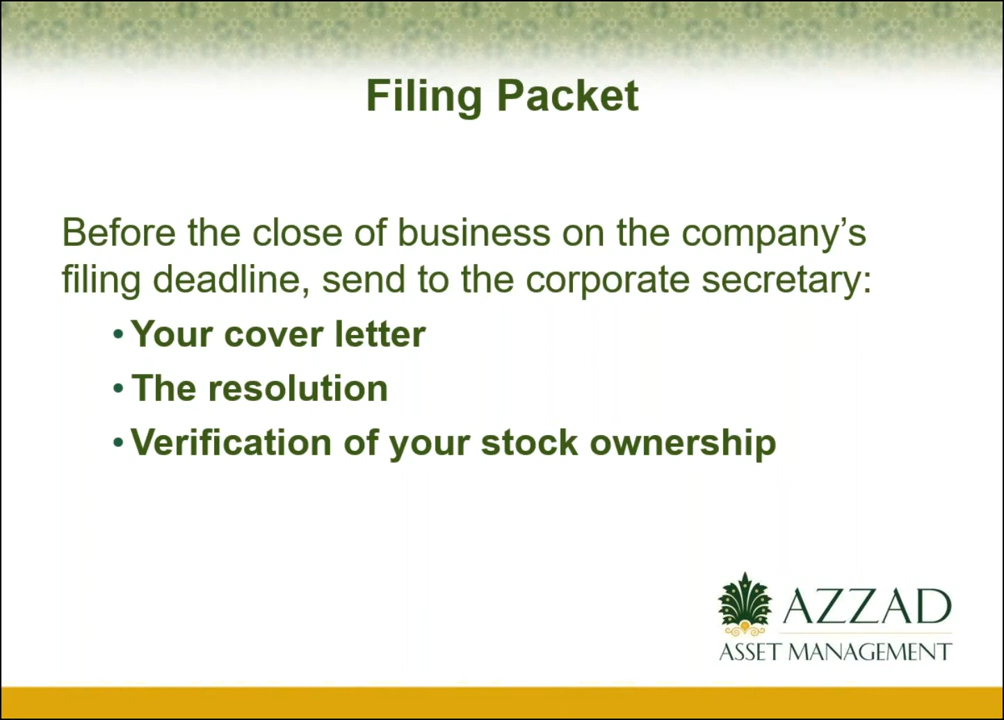 Filing Packet
Before the close of business on the company’s
filing deadline, send to the corporate secretary:
• Your cover letter
• The resolution
• Verification of your stock ownership
AZZAD
ASSET MANAGEMENT